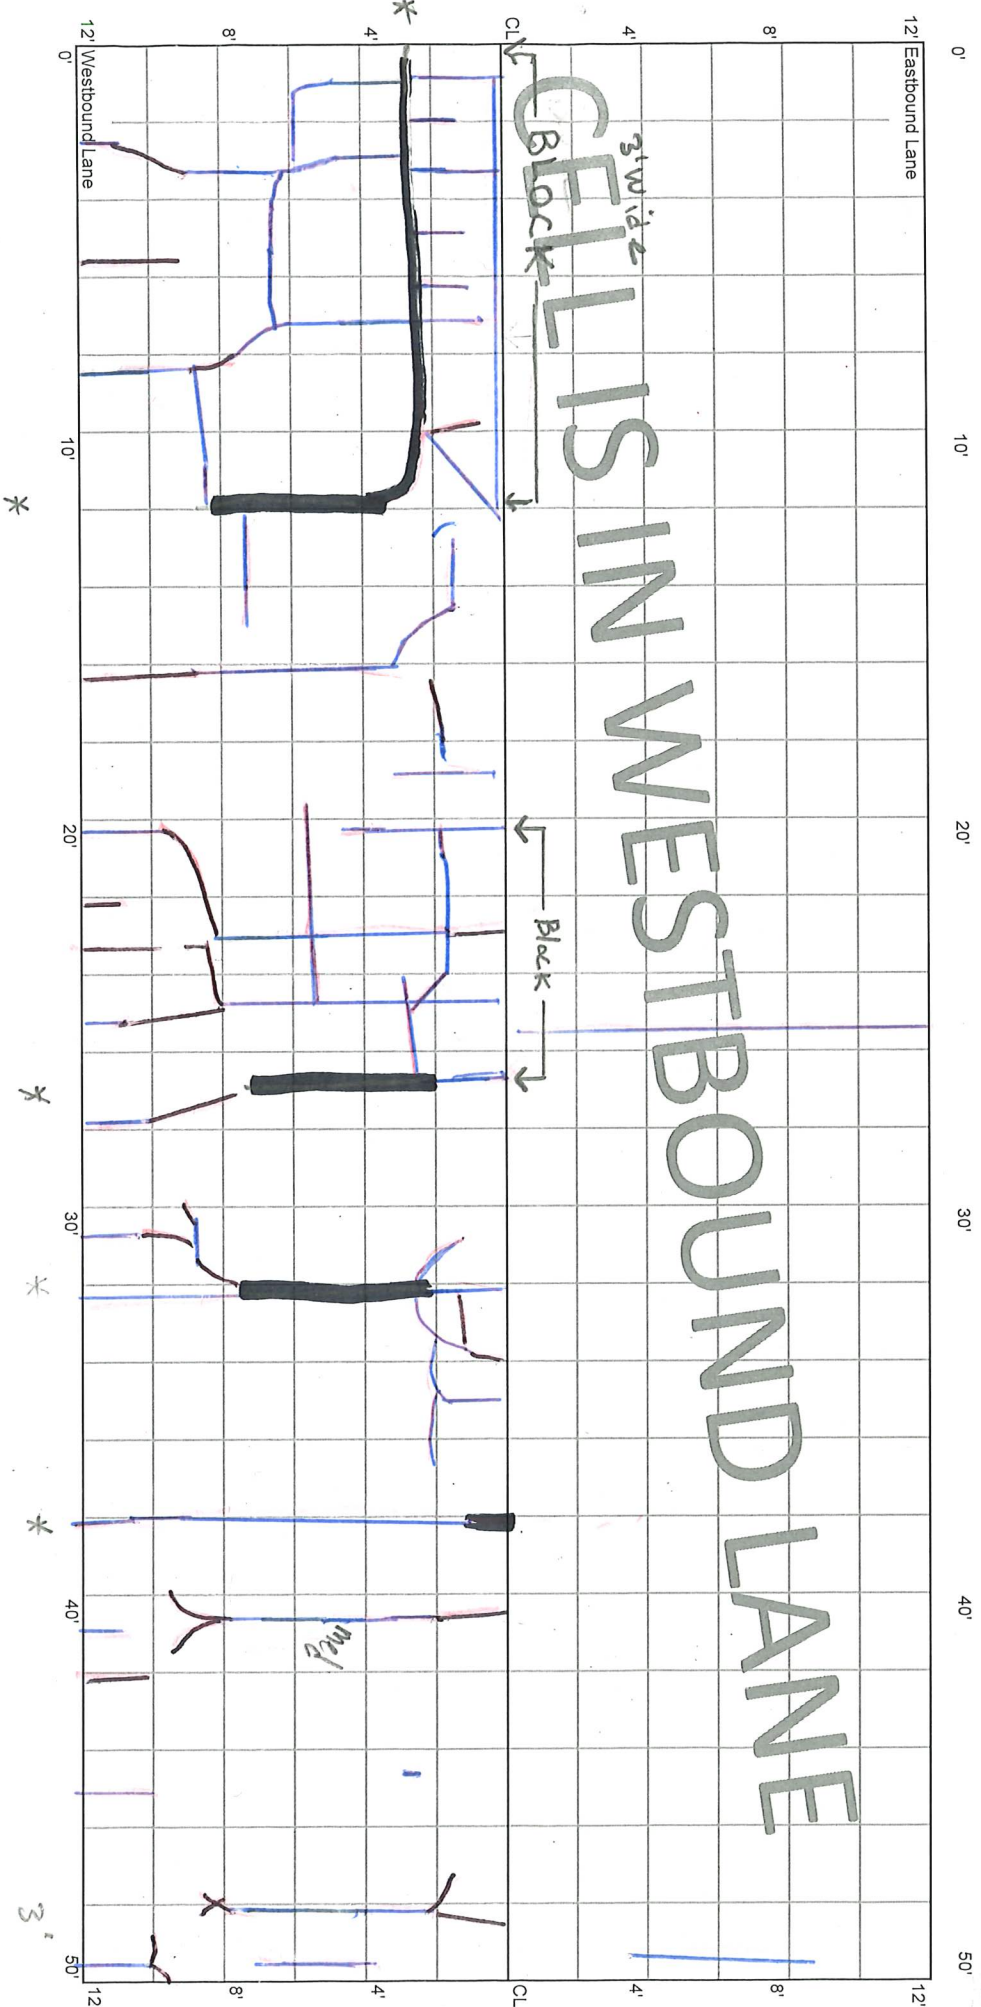 0' 10' 20' 30' 40' 50'
12' Eastbound Lane 12'
8' 8'
4' 4'
CELL IS IN WESTBOUND LANE
3' wide
BLOCK
Block
CL CL
4' 4'
8' 8'
Med
12' Westbound Lane 12'
0' 10' 20' 30' 40' 50'
*
* * * *
3'